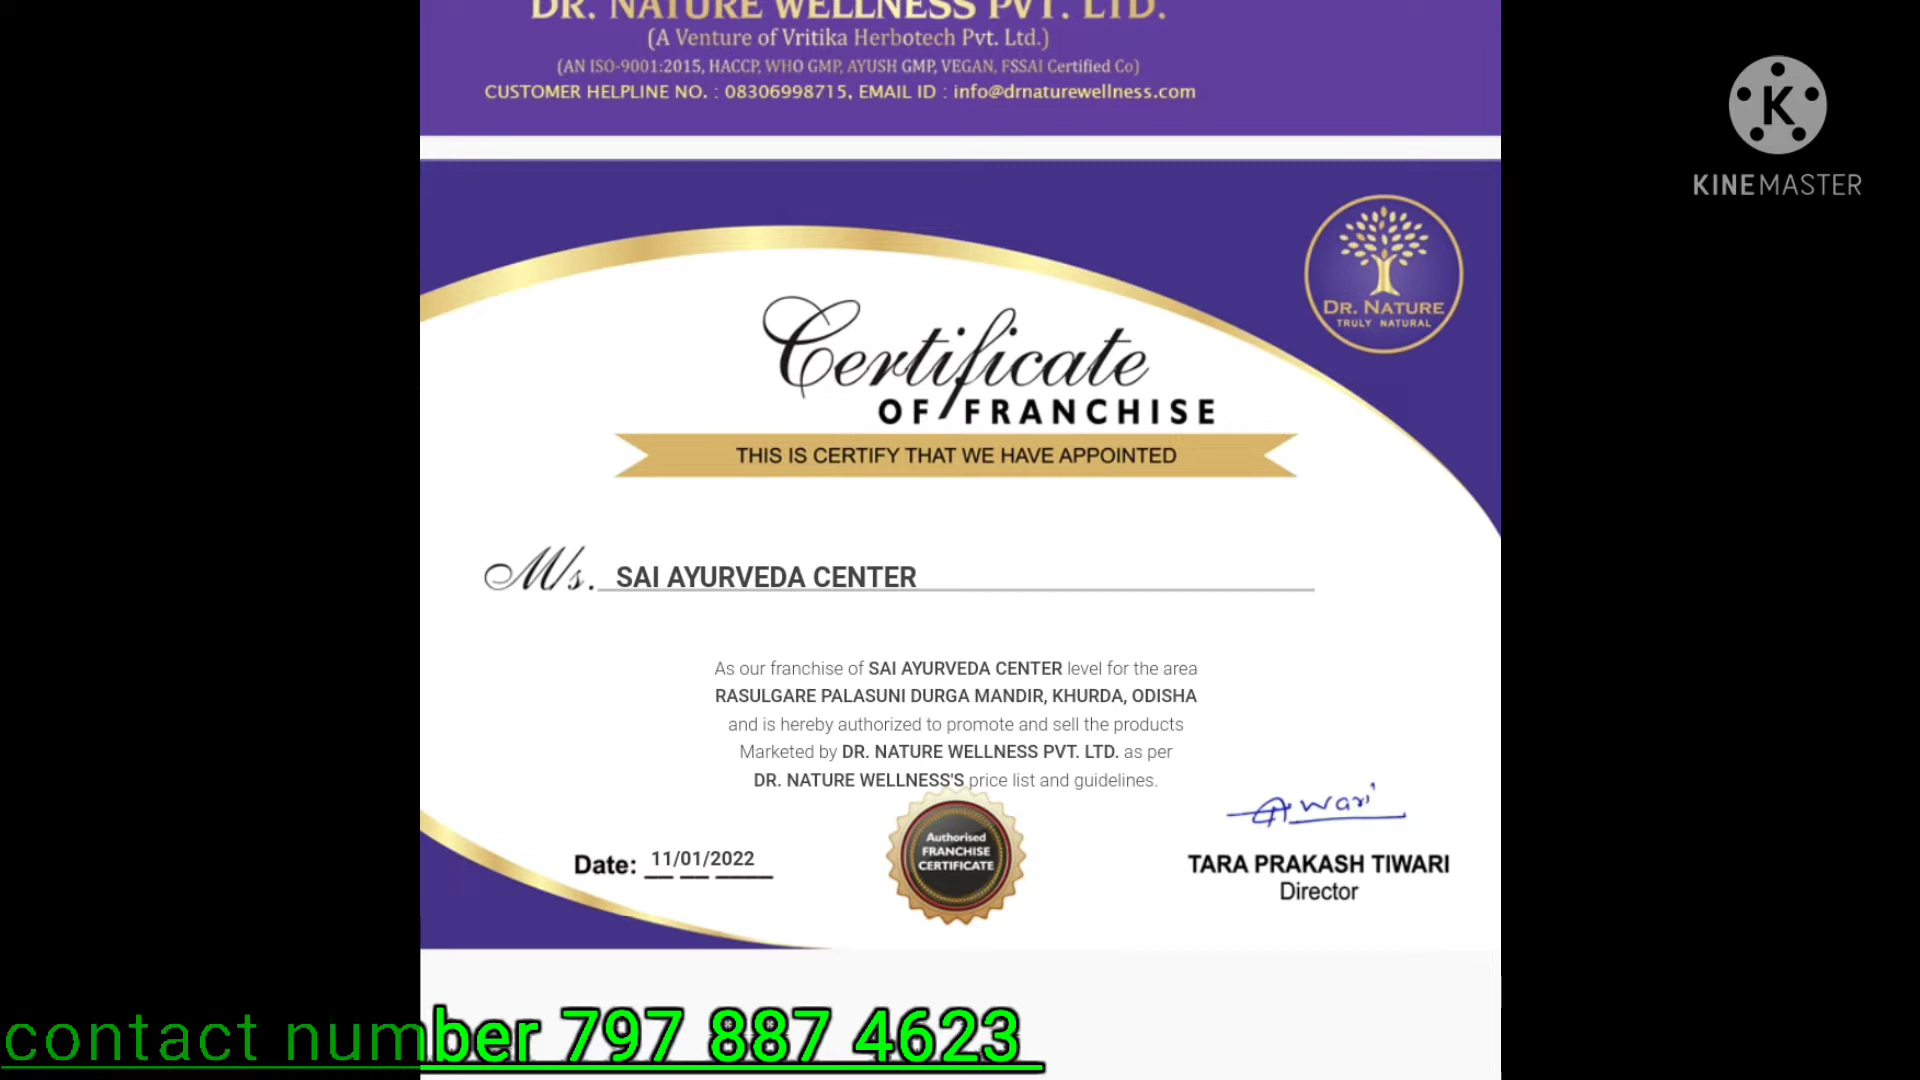 DR. NATURE WELLNESS PVT. LTD.
(A Venture of Vritika Herbotech Pvt. Ltd.)
(AN ISO-9001:2015, HACCP, WHO GMP, AYUSH GMP, VEGAN, FSSAI Certified Co)
CUSTOMER HELPLINE NO. : 08306998715, EMAIL ID : info@drnaturewellness.com
K
KINEMASTER
DR. NATURE
TRULY NATURAL
Certificate
OF FRANCHISE
THIS IS CERTIFY THAT WE HAVE APPOINTED
M/s. SAI AYURVEDA CENTER
As our franchise of SAI AYURVEDA CENTER level for the area
RASULGARE PALASUNI DURGA MANDIR, KHURDA, ODISHA
and is hereby authorized to promote and sell the products
Marketed by DR. NATURE WELLNESS PVT. LTD. as per
DR. NATURE WELLNESS'S price list and guidelines.
Date: 11/01/2022
Authorised
FRANCHISE
CERTIFICATE
TARA PRAKASH TIWARI
Director
contact number 797 887 4623